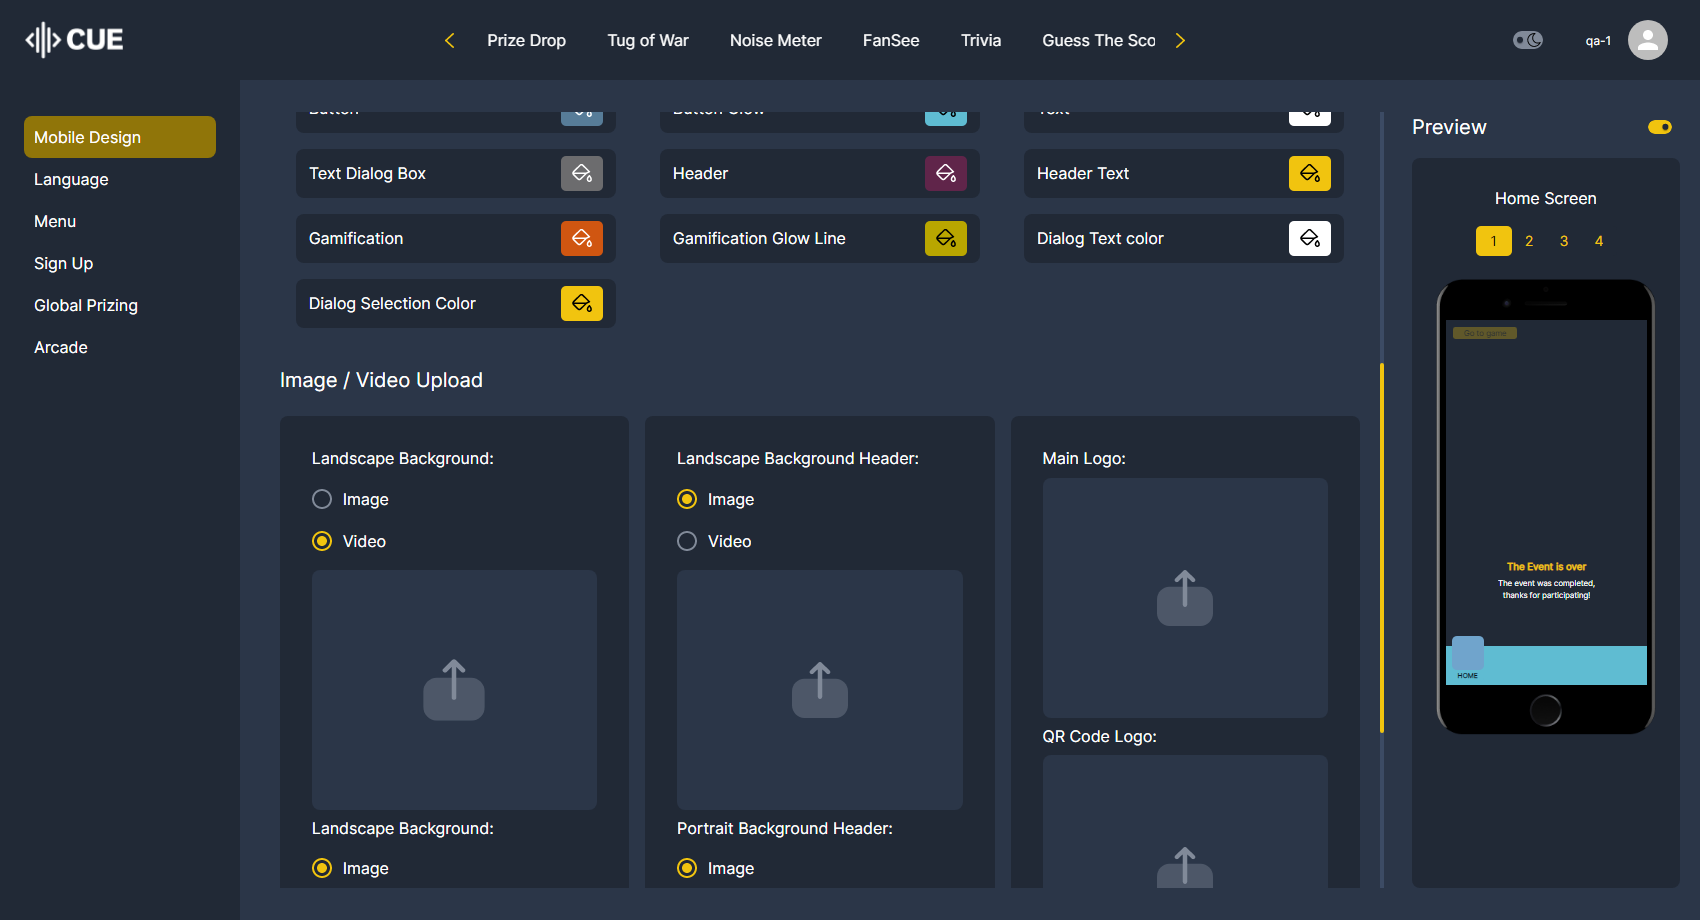 CUE
Prize Drop
Tug of War
Noise Meter
FanSee
Trivia
Guess The Sco
qa-1
Mobile Design
Language
Menu
Sign Up
Global Prizing
Arcade
Button
Button Glow
Text
Text Dialog Box
Header
Header Text
Gamification
Gamification Glow Line
Dialog Text color
Dialog Selection Color
Image / Video Upload
Landscape Background:
Image
Video
Landscape Background:
Image
Landscape Background Header:
Image
Video
Portrait Background Header:
Image
Main Logo:
QR Code Logo:
Preview
Home Screen
1 2 3 4
Go to game
The Event is over
The event was completed,
thanks for participating!
HOME